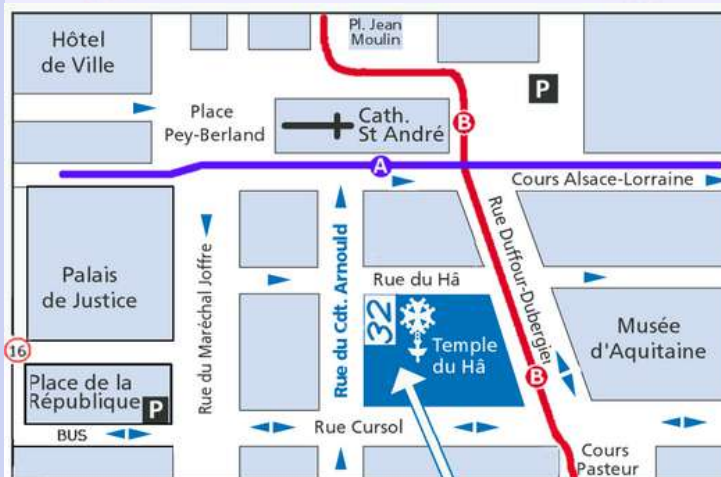 Hôtel
de Ville
Pl. Jean
Moulin
P
Place
Pey-Berland
Cath.
St André
B
A
Cours Alsace-Lorraine
Rue du Maréchal Joffre
Rue du Cdt. Arnould
Rue Duffour-Dubergier
Palais
de Justice
Rue du Hâ
32
Temple
du Hâ
Musée
d'Aquitaine
16
Place de la
République
P
B
BUS
Rue Cursol
Cours
Pasteur